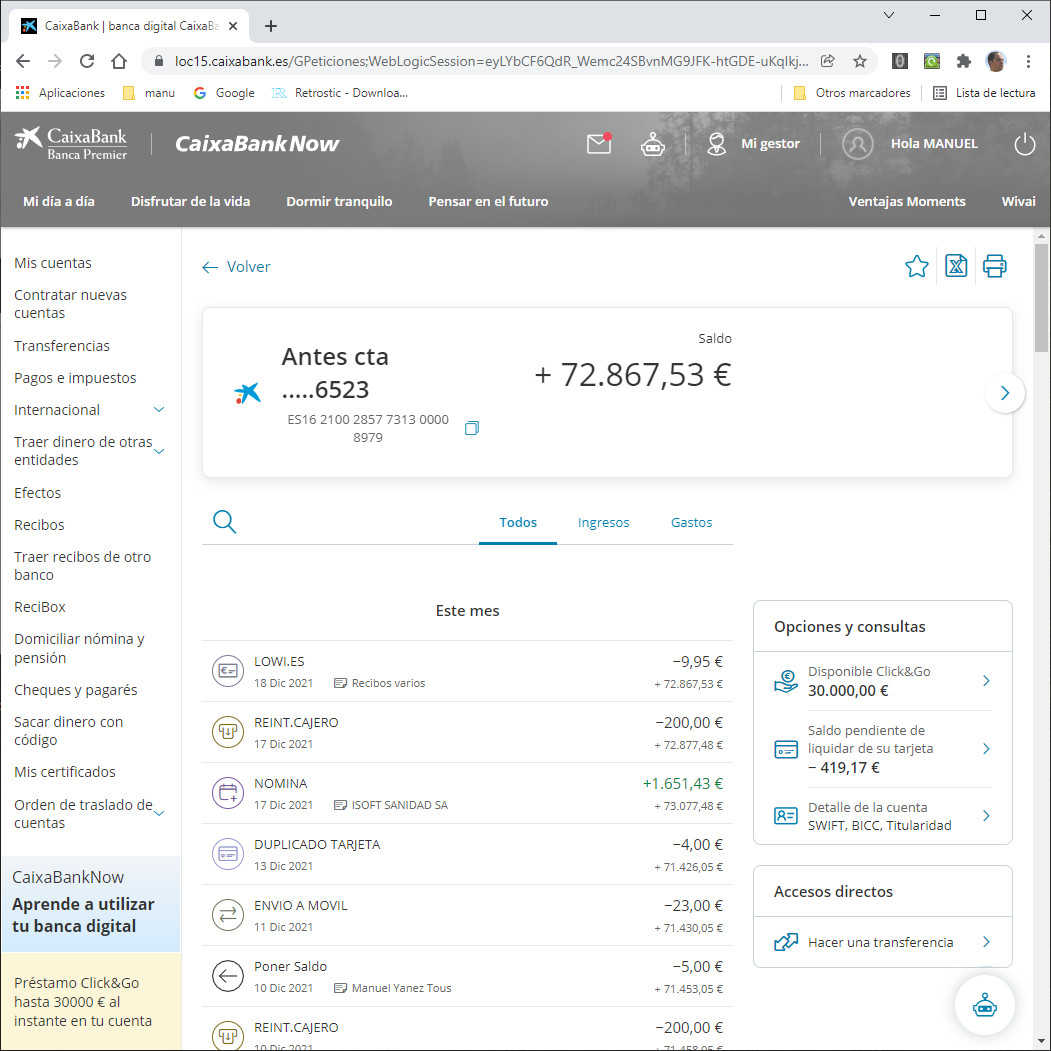 CaixaBank | banca digital CaixaBa
loc15.caixabank.es/GPeticiones;WebLogicSession=eyLYbCF6QdR_Wemc24SBvnMG9JFK-htGDE-uKqIkj...
Aplicaciones manu Google Retrostic - Downloa... Otros marcadores Lista de lectura
CaixaBank
Banca Premier
CaixaBankNow
Mi gestor
Hola MANUEL
Mi día a día Disfrutar de la vida Dormir tranquilo Pensar en el futuro Ventajas Moments Wivai
Mis cuentas
Contratar nuevas
cuentas
Transferencias
Pagos e impuestos
Internacional
Traer dinero de otras
entidades
Efectos
Recibos
Traer recibos de otro
banco
ReciBox
Domiciliar nómina y
pensión
Cheques y pagarés
Sacar dinero con
código
Mis certificados
Orden de traslado de
cuentas
CaixaBankNow
Aprende a utilizar
tu banca digital
Préstamo Click&Go
hasta 30000 € al
instante en tu cuenta
Volver
Antes cta
.....6523
ES16 2100 2857 7313 0000
8979
Saldo
+ 72.867,53 €
Todos Ingresos Gastos
Este mes
LOWI.ES −9,95 €
18 Dic 2021 Recibos varios + 72.867,53 €
REINT.CAJERO −200,00 €
17 Dic 2021 + 72.877,48 €
NOMINA +1.651,43 €
17 Dic 2021 ISOFT SANIDAD SA + 73.077,48 €
DUPLICADO TARJETA −4,00 €
13 Dic 2021 + 71.426,05 €
ENVIO A MOVIL −23,00 €
11 Dic 2021 + 71.430,05 €
Poner Saldo −5,00 €
10 Dic 2021 Manuel Yanez Tous + 71.453,05 €
REINT.CAJERO −200,00 €
10 Dic 2021 + 71.458,05 €
Opciones y consultas
Disponible Click&Go
30.000,00 €
Saldo pendiente de
liquidar de su tarjeta
− 419,17 €
Detalle de la cuenta
SWIFT, BICC, Titularidad
Accesos directos
Hacer una transferencia